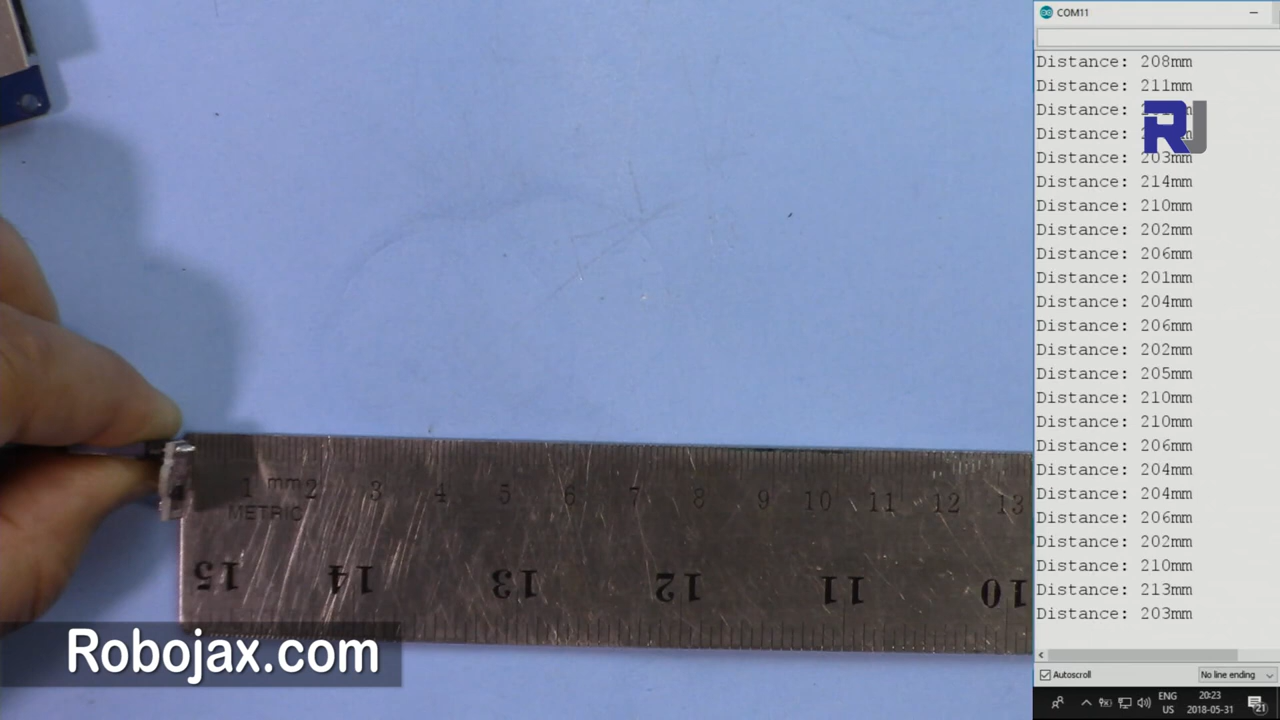 COM11
Distance: 208mm
Distance: 211mm
Distance:
Distance:
Distance: 203mm
Distance: 214mm
Distance: 210mm
Distance: 202mm
Distance: 206mm
Distance: 201mm
Distance: 204mm
Distance: 206mm
Distance: 202mm
Distance: 205mm
Distance: 210mm
Distance: 210mm
Distance: 206mm
Distance: 204mm
Distance: 204mm
Distance: 206mm
Distance: 202mm
Distance: 210mm
Distance: 213mm
Distance: 203mm
RJ
1 mm 2 3 4 5 6 7 8 9 10 11 12 13
METRIC
15 14 13 12 11 10
Robojax.com
Autoscroll
No line ending
ENG
US
20:23
2018-05-31
21